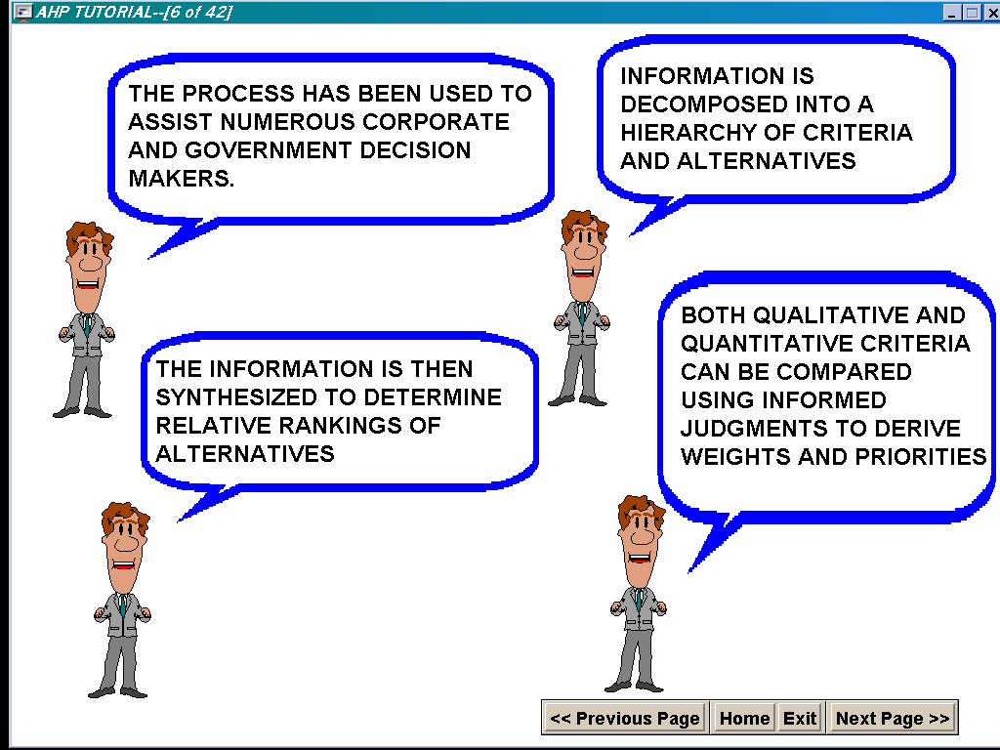 AHP TUTORIAL--[6 of 42]
THE PROCESS HAS BEEN USED TO
ASSIST NUMEROUS CORPORATE
AND GOVERNMENT DECISION
MAKERS.
INFORMATION IS
DECOMPOSED INTO A
HIERARCHY OF CRITERIA
AND ALTERNATIVES
THE INFORMATION IS THEN
SYNTHESIZED TO DETERMINE
RELATIVE RANKINGS OF
ALTERNATIVES
BOTH QUALITATIVE AND
QUANTITATIVE CRITERIA
CAN BE COMPARED
USING INFORMED
JUDGMENTS TO DERIVE
WEIGHTS AND PRIORITIES
<< Previous Page Home Exit Next Page >>